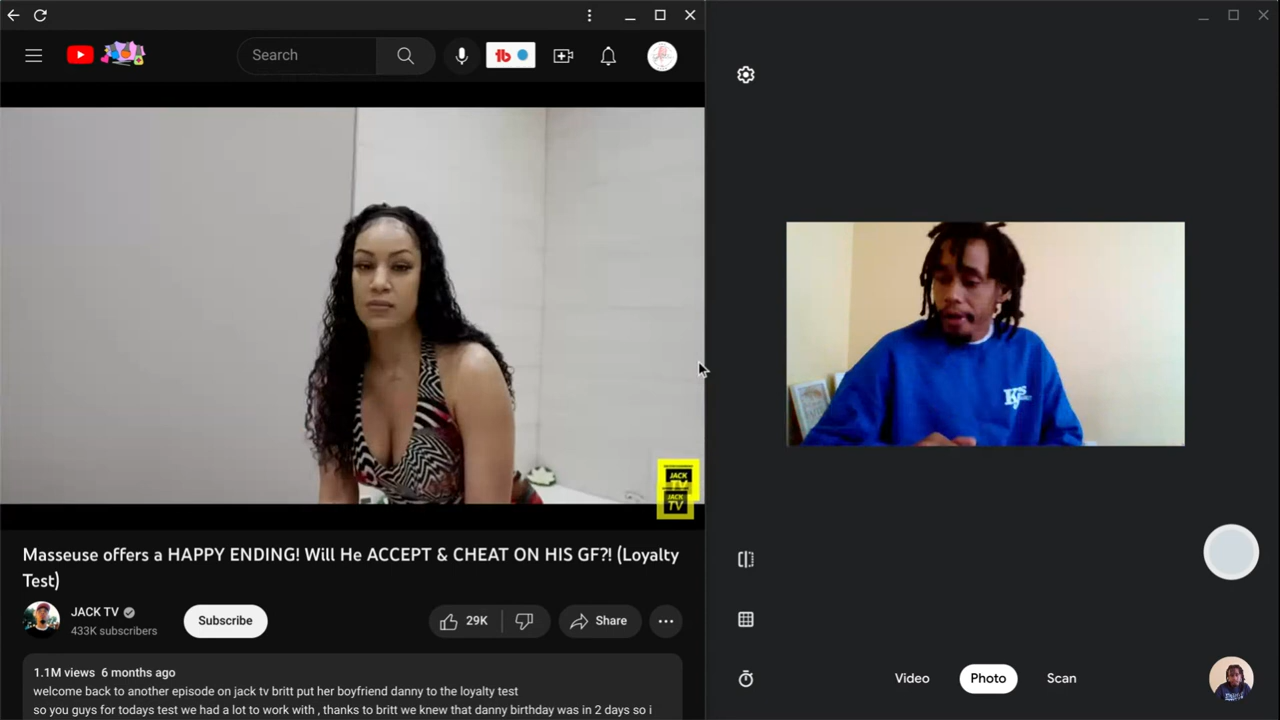 Search
tb
JACK
TV
JACK
TV
Masseuse offers a HAPPY ENDING! Will He ACCEPT & CHEAT ON HIS GF?! (Loyalty
Test)
JACK TV
433K subscribers
Subscribe
29K
Share
1.1M views 6 months ago
welcome back to another episode on jack tv britt put her boyfriend danny to the loyalty test
so you guys for todays test we had a lot to work with , thanks to britt we knew that danny birthday was in 2 days so i
Video
Photo
Scan